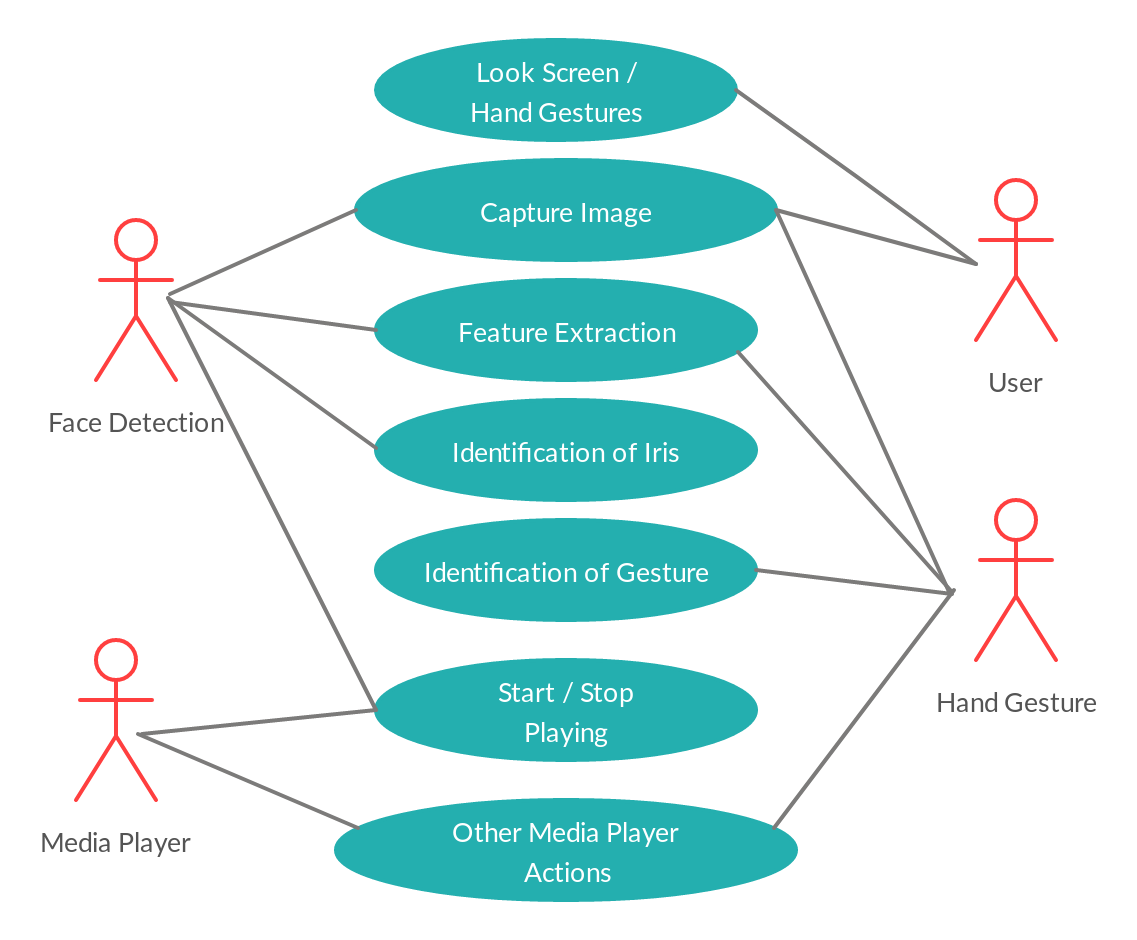 Look Screen /
Hand Gestures
Capture Image
Feature Extraction
Identification of Iris
Identification of Gesture
Start / Stop
Playing
Other Media Player
Actions
Face Detection
Media Player
User
Hand Gesture